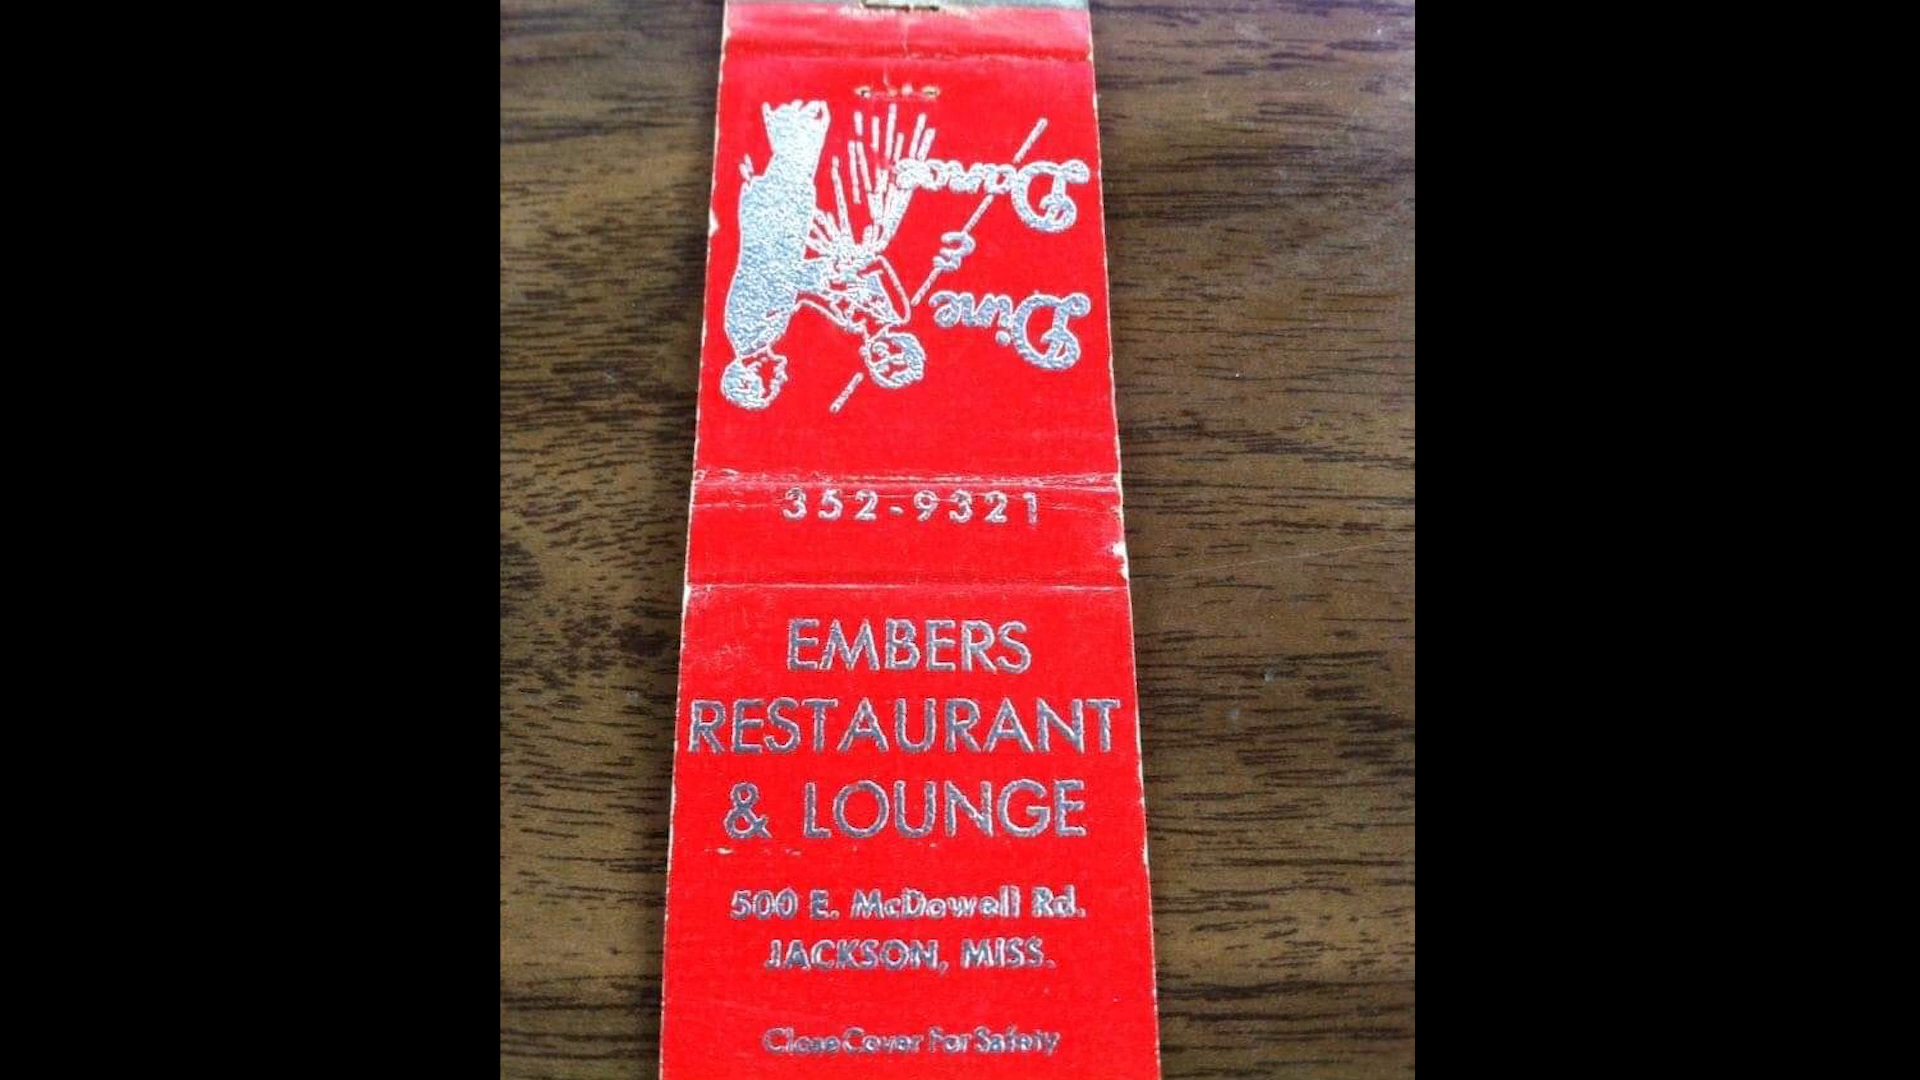 Dine
Dance
352-9321
EMBERS
RESTAURANT
& LOUNGE
500 E. McDowell Rd.
JACKSON, MISS.
Close Cover For Safety